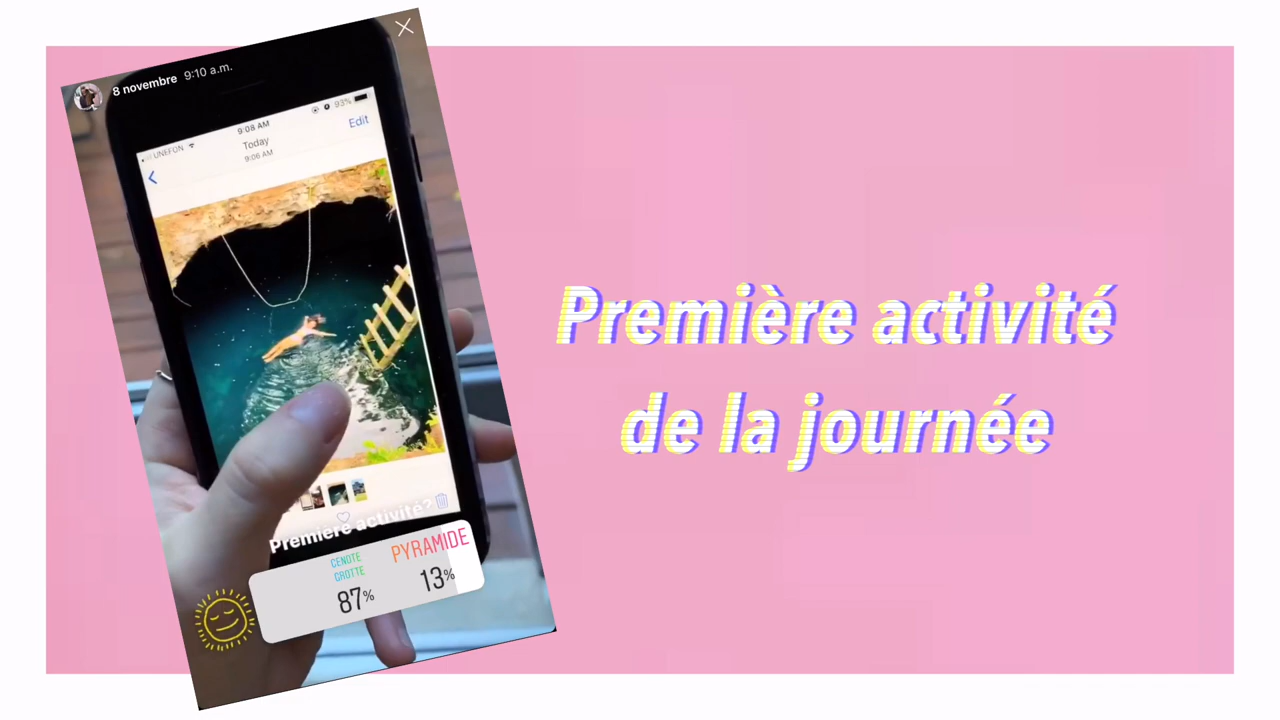 8 novembre 9:10 a.m.
UNEFON
9:08 AM
93%
Today
9:06 AM
Edit
Première activité?
CENOTE
GROTTE
87%
PYRAMIDE
13%
Première activité
de la journée